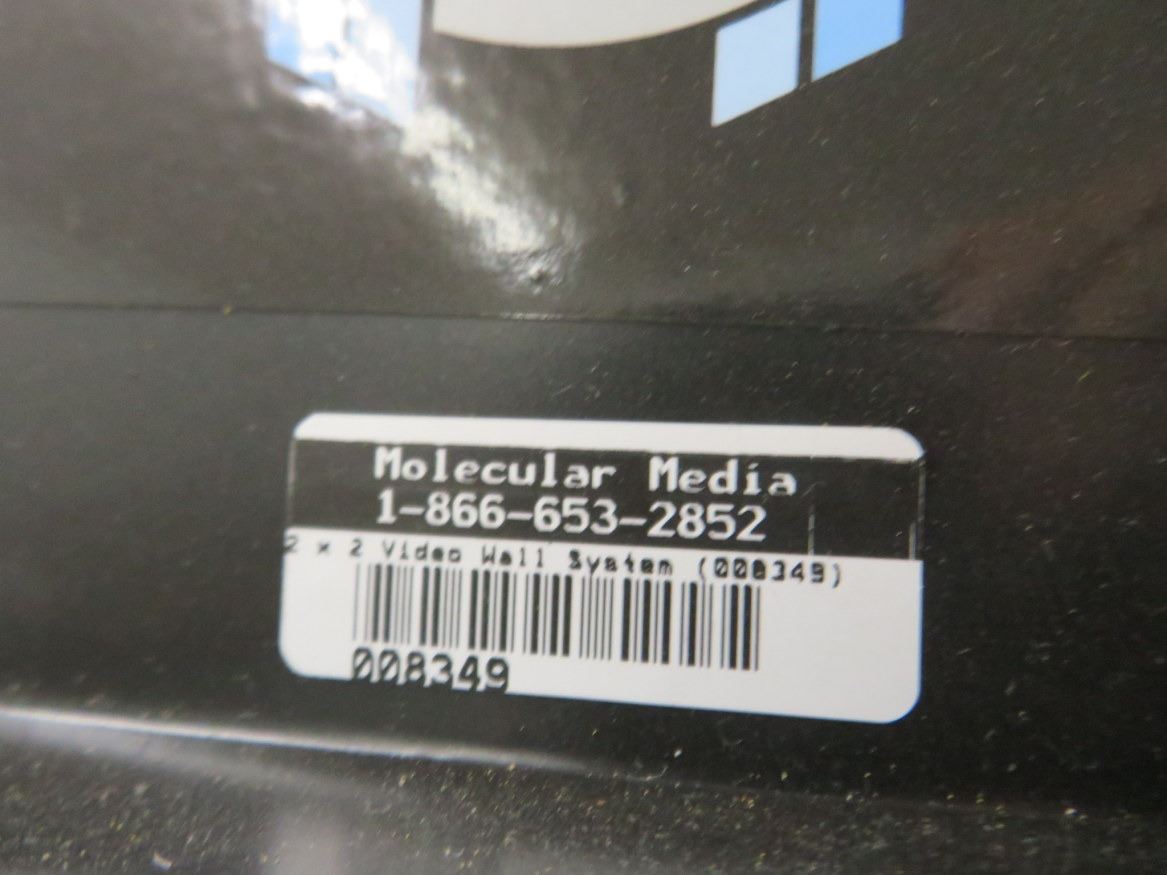 Molecular Media
1-866-653-2852
2 x 2 Video Wall System (008349)
008349